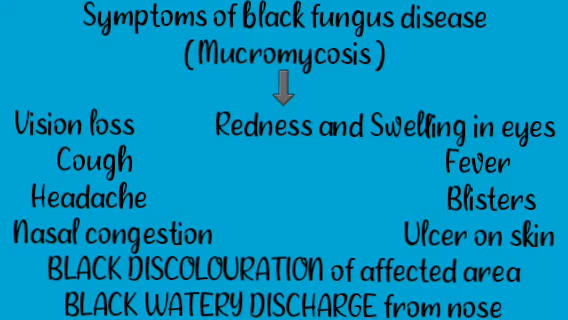 Symptoms of black fungus disease
(Mucromycosis)
Vision loss Redness and Swelling in eyes
Cough Fever
Headache Blisters
Nasal congestion Ulcer on skin
BLACK DISCOLOURATION of affected area
BLACK WATERY DISCHARGE from nose